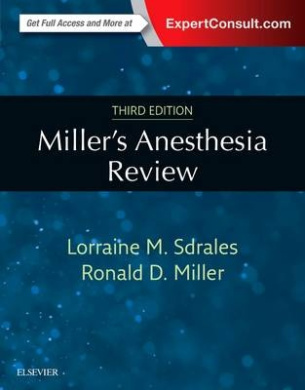 Get Full Access and More at
ExpertConsult.com
THIRD EDITION
Miller's Anesthesia
Review
Lorraine M. Sdrales
Ronald D. Miller
ELSEVIER